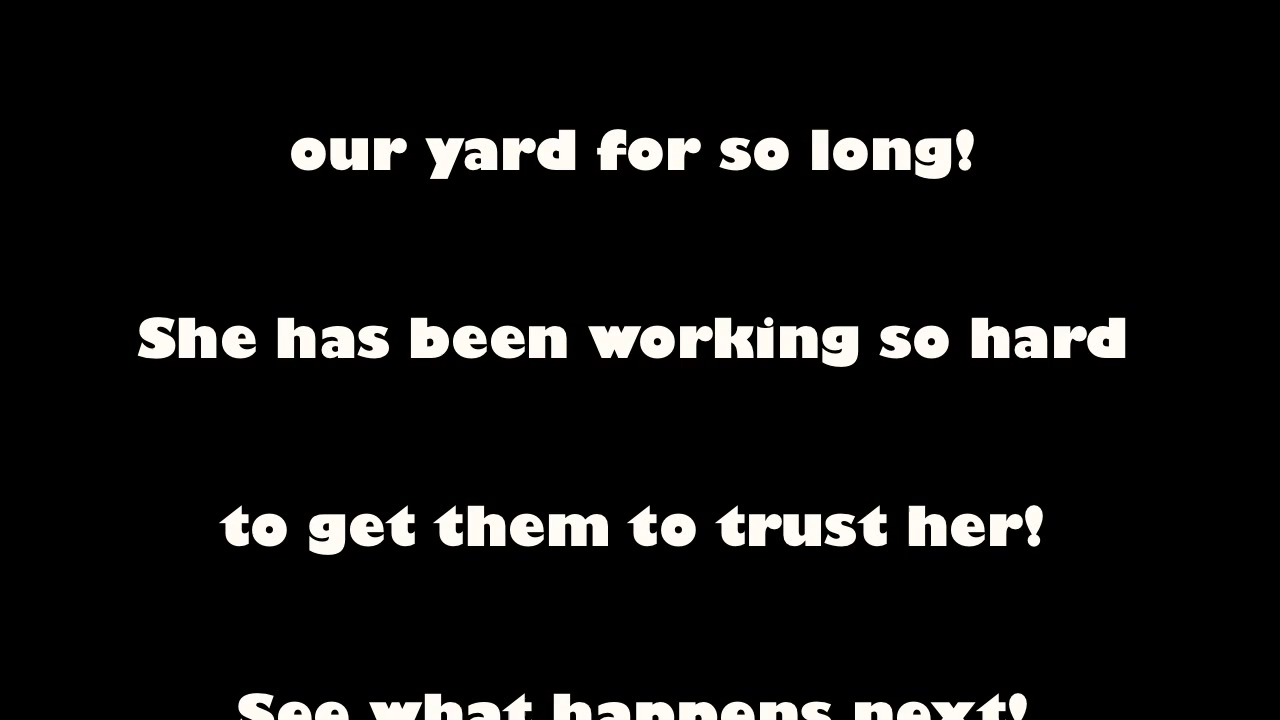 our yard for so long!
She has been working so hard
to get them to trust her!
See what happens next!